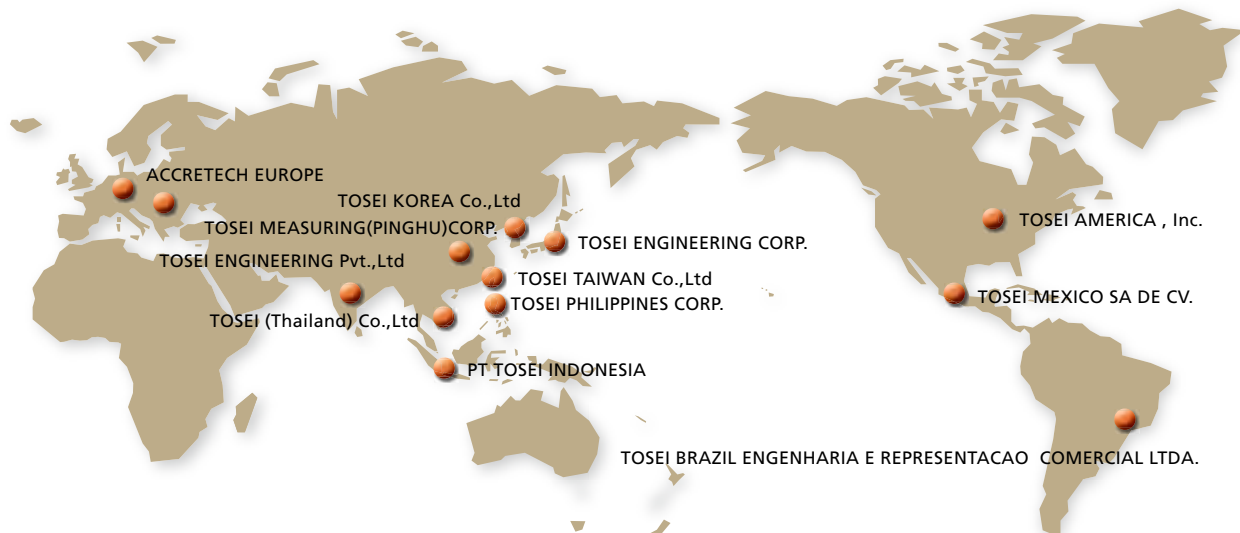 ACCRETECH EUROPE
TOSEI KOREA Co.,Ltd
TOSEI MEASURING(PINGHU)CORP.
TOSEI ENGINEERING CORP.
TOSEI AMERICA , Inc.
TOSEI ENGINEERING Pvt.,Ltd
TOSEI TAIWAN Co.,Ltd
TOSEI PHILIPPINES CORP.
TOSEI MEXICO SA DE CV.
TOSEI (Thailand) Co.,Ltd
PT TOSEI INDONESIA
TOSEI BRAZIL ENGENHARIA E REPRESENTACAO COMERCIAL LTDA.